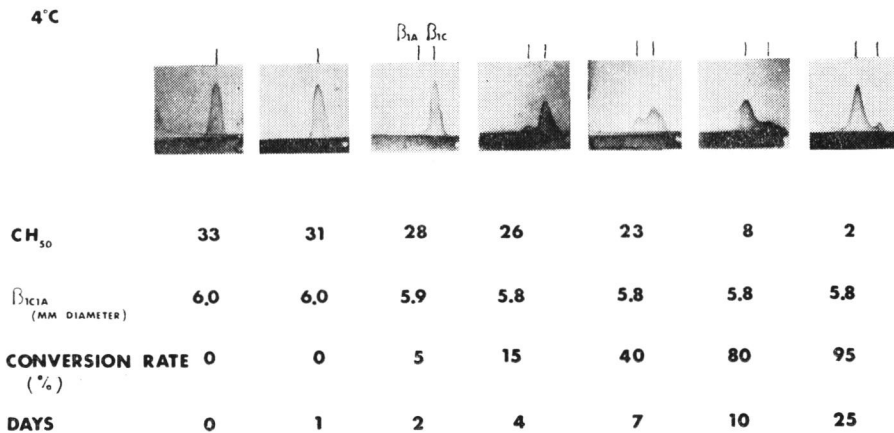 4°C
β1A β1C
CH50 33 31 28 26 23 8 2
β1C1A 6.0 6.0 5.9 5.8 5.8 5.8 5.8
(MM DIAMETER)
CONVERSION RATE 0 0 5 15 40 80 95
(%)
DAYS 0 1 2 4 7 10 25